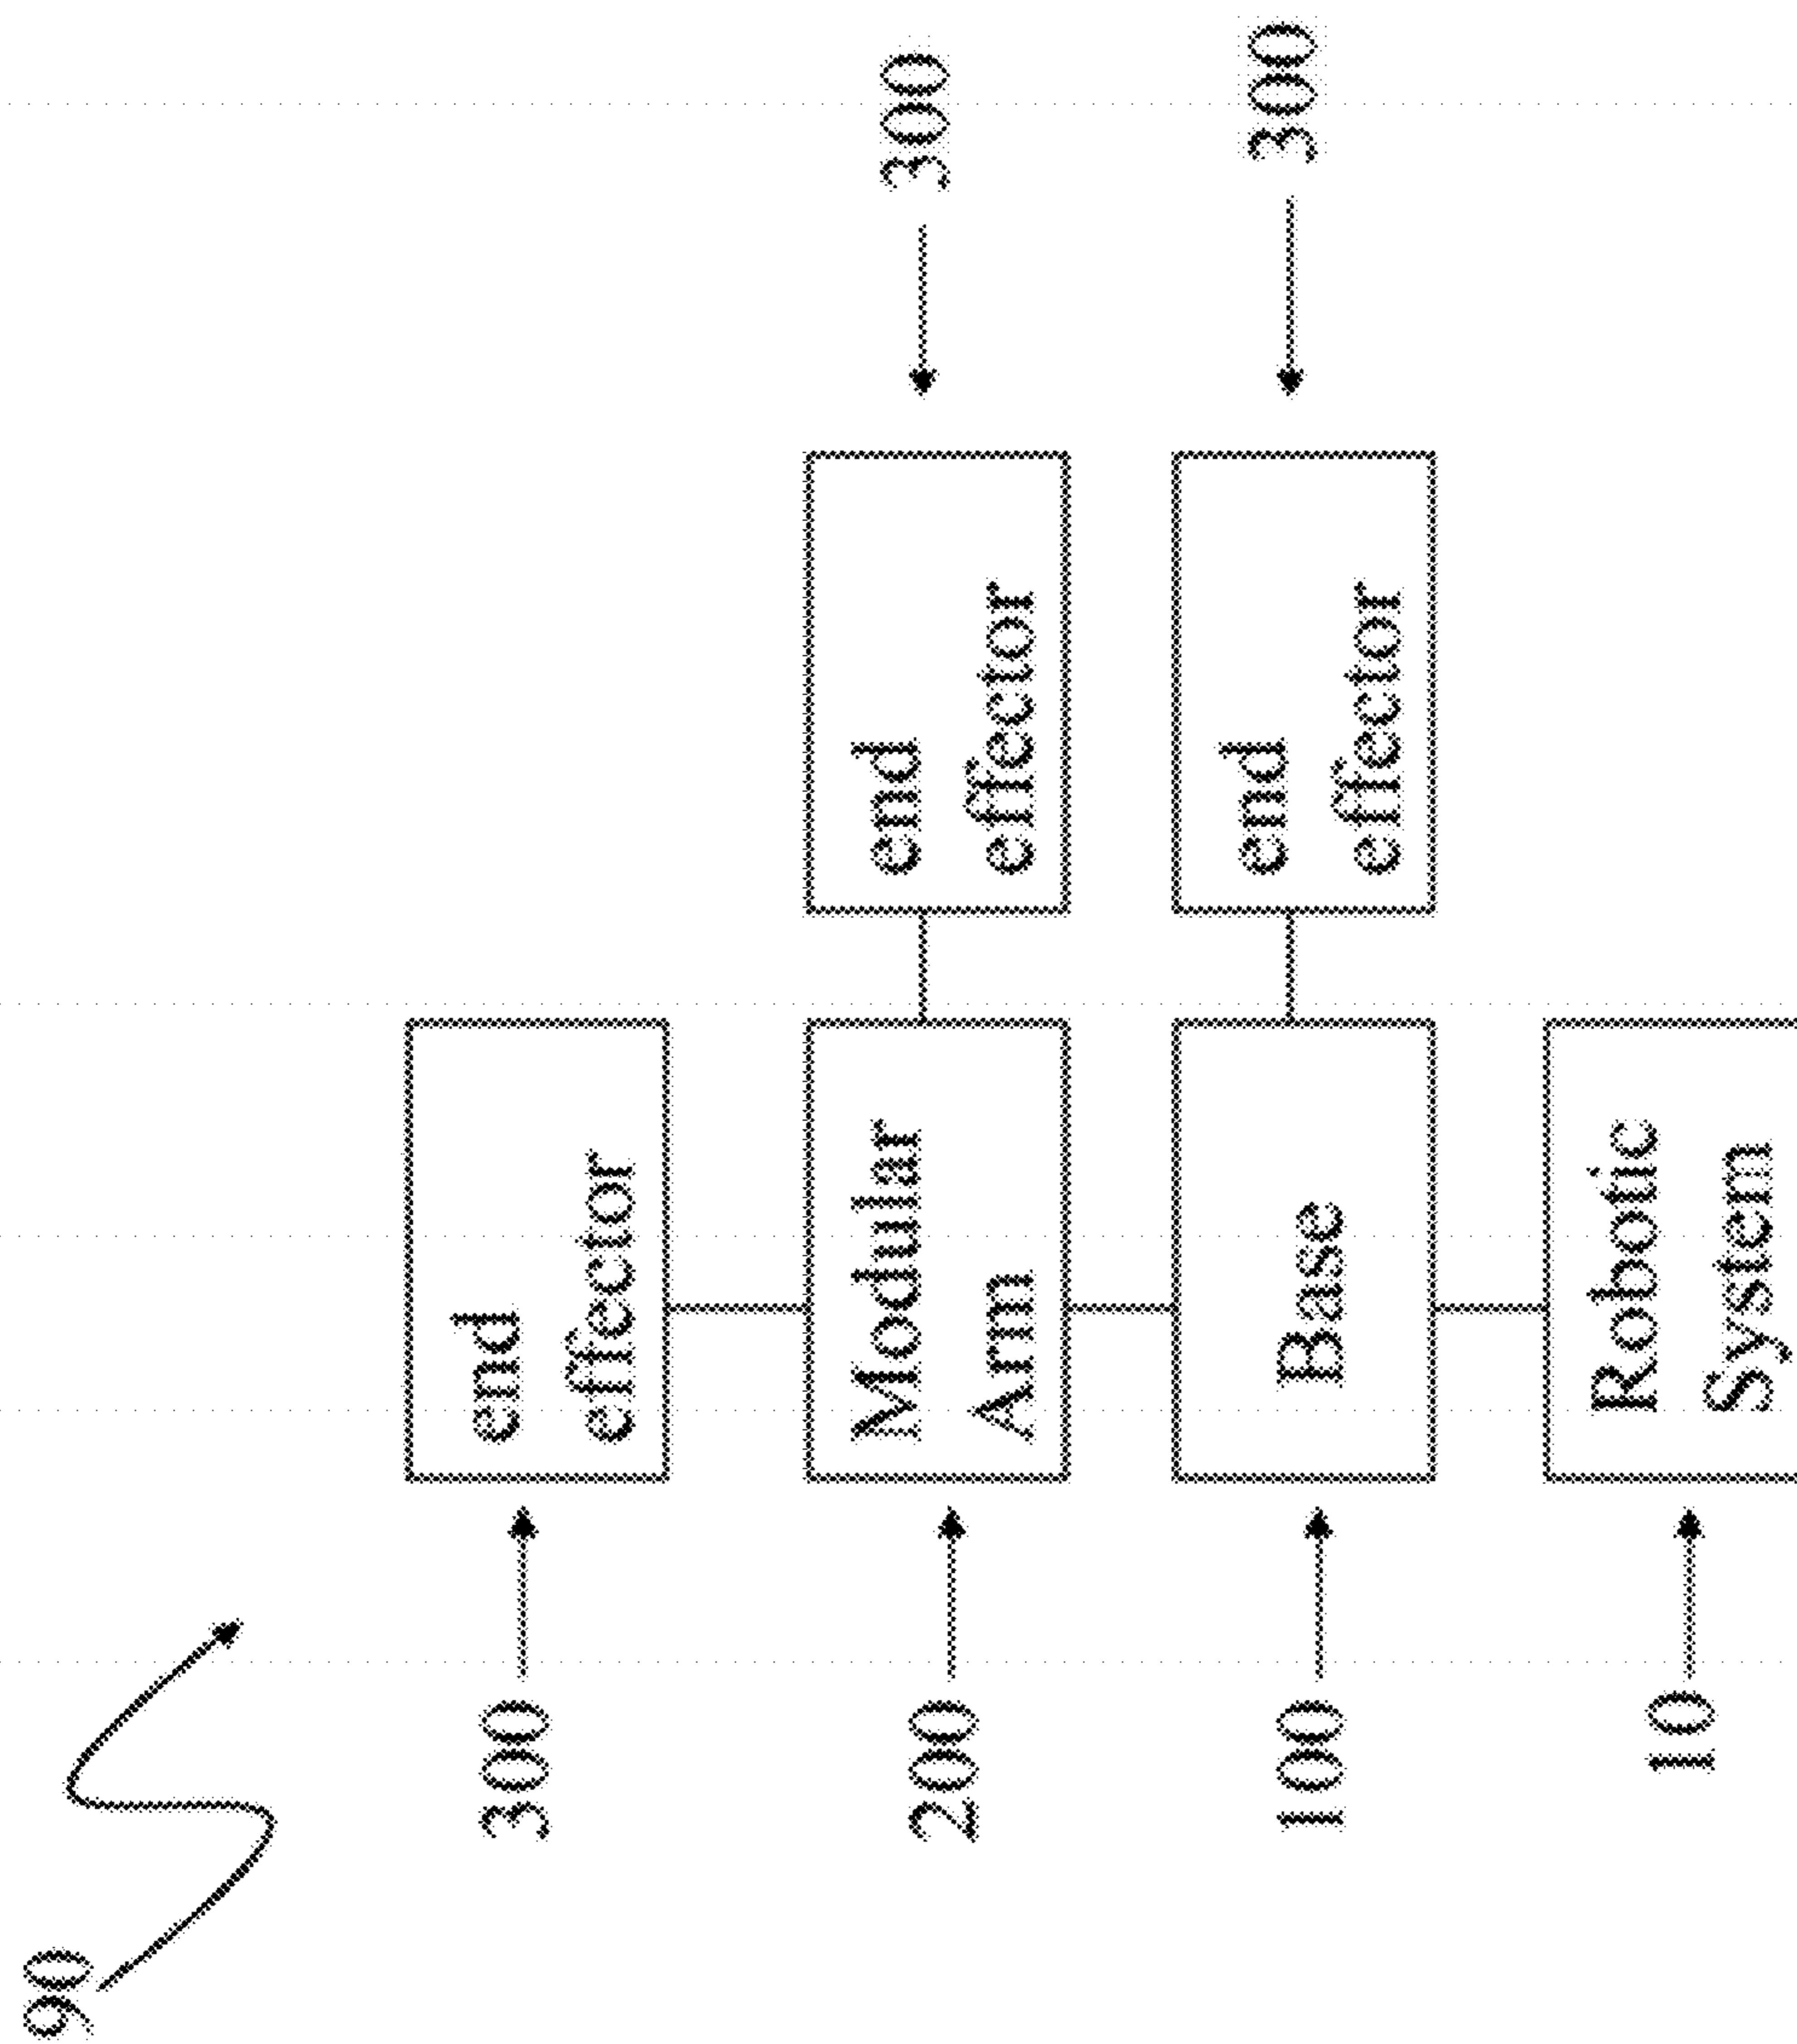 90
300
end
effector
200
Modular
Arm
end
effector
300
100
Base
end
effector
300
10
Robotic
System